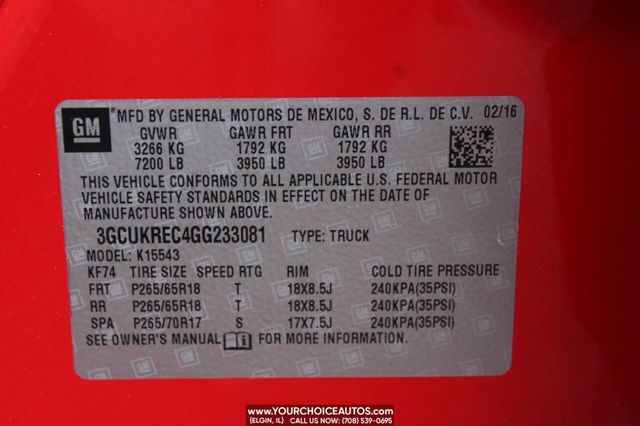 GM
MFD BY GENERAL MOTORS DE MEXICO, S. DE R.L. DE C.V. 02/16
GVWR GAWR FRT GAWR RR
3266 KG 1792 KG 1792 KG
7200 LB 3950 LB 3950 LB
THIS VEHICLE CONFORMS TO ALL APPLICABLE U.S. FEDERAL MOTOR
VEHICLE SAFETY STANDARDS IN EFFECT ON THE DATE OF
MANUFACTURE SHOWN ABOVE.
3GCUKREC4GG233081 TYPE: TRUCK
MODEL: K15543
KF74 TIRE SIZE SPEED RTG RIM COLD TIRE PRESSURE
FRT P265/65R18 T 18X8.5J 240KPA(35PSI)
RR P265/65R18 T 18X8.5J 240KPA(35PSI)
SPA P265/70R17 S 17X7.5J 240KPA(35PSI)
SEE OWNER'S MANUAL FOR MORE INFORMATION.
WWW.YOURCHOICEAUTOS.COM
(ELGIN, IL) CALL/TEXT: (708) 539-0695